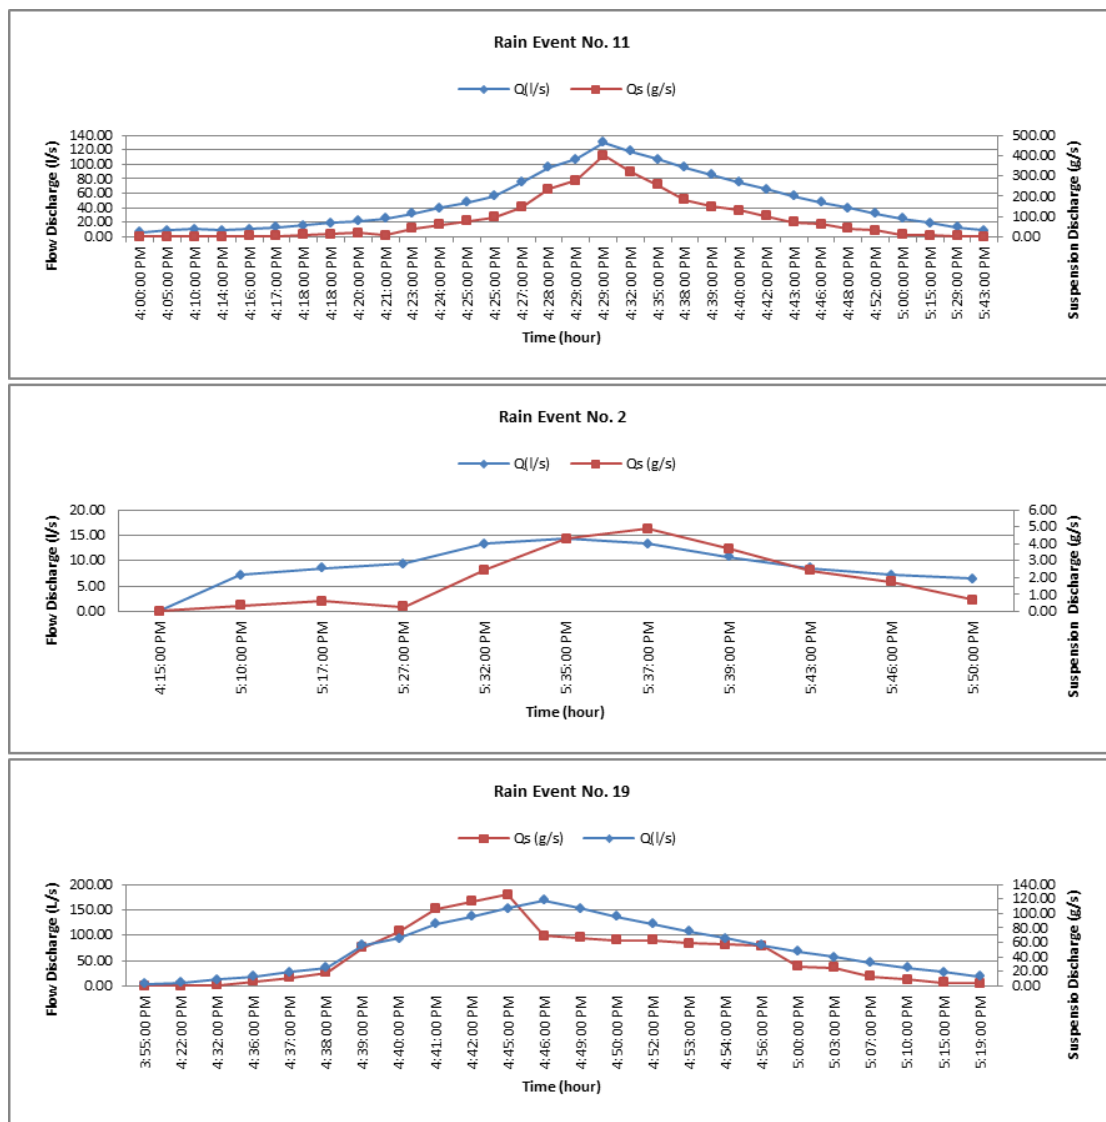 Rain Event No. 11
Q(l/s) Qs (g/s)
Flow Discharge (l/s)
140.00
120.00
100.00
80.00
60.00
40.00
20.00
0.00
500.00
400.00
300.00
200.00
100.00
0.00
Suspension Discharge (g/s)
4:00:00 PM
4:05:00 PM
4:10:00 PM
4:14:00 PM
4:16:00 PM
4:17:00 PM
4:18:00 PM
4:18:00 PM
4:20:00 PM
4:21:00 PM
4:23:00 PM
4:24:00 PM
4:25:00 PM
4:25:00 PM
4:27:00 PM
4:28:00 PM
4:29:00 PM
4:29:00 PM
4:32:00 PM
4:35:00 PM
4:38:00 PM
4:39:00 PM
4:40:00 PM
4:42:00 PM
4:43:00 PM
4:46:00 PM
4:48:00 PM
4:52:00 PM
5:00:00 PM
5:15:00 PM
5:29:00 PM
5:43:00 PM
Time (hour)
Rain Event No. 2
Q(l/s) Qs (g/s)
Flow Discharge (l/s)
20.00
15.00
10.00
5.00
0.00
6.00
5.00
4.00
3.00
2.00
1.00
0.00
Suspension Discharge (g/s)
4:15:00 PM
5:10:00 PM
5:17:00 PM
5:27:00 PM
5:32:00 PM
5:35:00 PM
5:37:00 PM
5:39:00 PM
5:43:00 PM
5:46:00 PM
5:50:00 PM
Time (hour)
Rain Event No. 19
Qs (g/s) Q(l/s)
Flow Discharge (L/s)
200.00
150.00
100.00
50.00
0.00
140.00
120.00
100.00
80.00
60.00
40.00
20.00
0.00
Suspensio Discharge (g/s)
3:55:00 PM
4:22:00 PM
4:32:00 PM
4:36:00 PM
4:37:00 PM
4:38:00 PM
4:39:00 PM
4:40:00 PM
4:41:00 PM
4:42:00 PM
4:45:00 PM
4:46:00 PM
4:49:00 PM
4:50:00 PM
4:52:00 PM
4:53:00 PM
4:54:00 PM
4:56:00 PM
5:00:00 PM
5:03:00 PM
5:07:00 PM
5:10:00 PM
5:15:00 PM
5:19:00 PM
Time (hour)